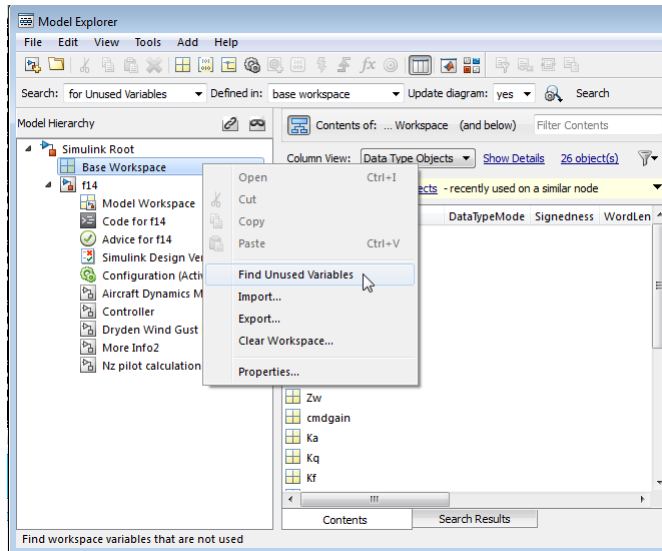 Model Explorer
File Edit View Tools Add Help
Search: for Unused Variables Defined in: base workspace Update diagram: yes Search
Model Hierarchy
Contents of: ... Workspace (and below) Filter Contents
Simulink Root
Column View: Data Type Objects Show Details 26 object(s)
Base Workspace
f14
- recently used on a similar node
Model Workspace
DataTypeMode Signedness WordLen
Code for f14
Advice for f14
Simulink Design Ve
Configuration (Acti
Aircraft Dynamics M
Controller
Dryden Wind Gust
More Info2
Nz pilot calculation
Open Ctrl+I
Cut
Copy
Paste Ctrl+V
Find Unused Variables
Import...
Export...
Clear Workspace...
Properties...
Zw
cmdgain
Ka
Kq
Kf
Contents Search Results
Find workspace variables that are not used